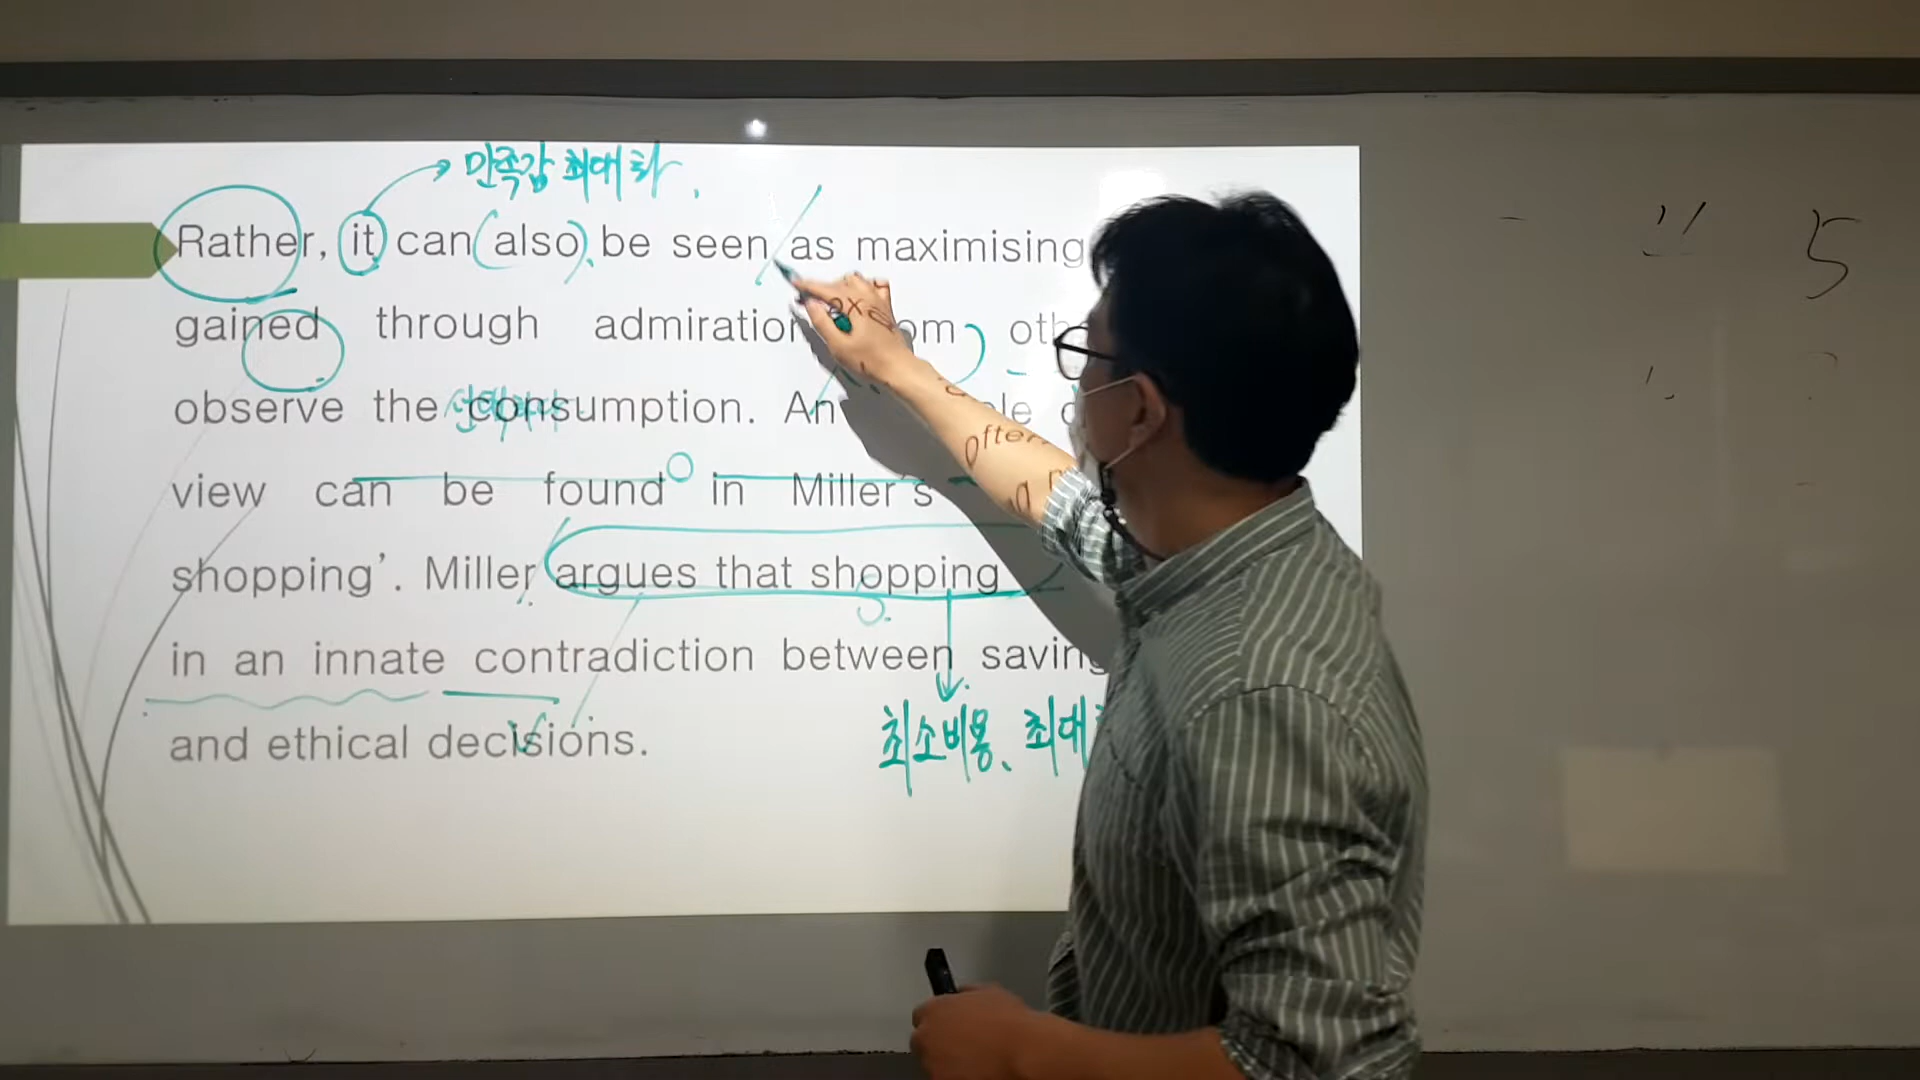 만족감 최대화.
Rather, it can also be seen as maximising
gained through admiration
observe the consumption. An
view can be found in Miller's
shopping'. Miller argues that shopping
in an innate contradiction between saving
and ethical decisions.
최소비용, 최대
5